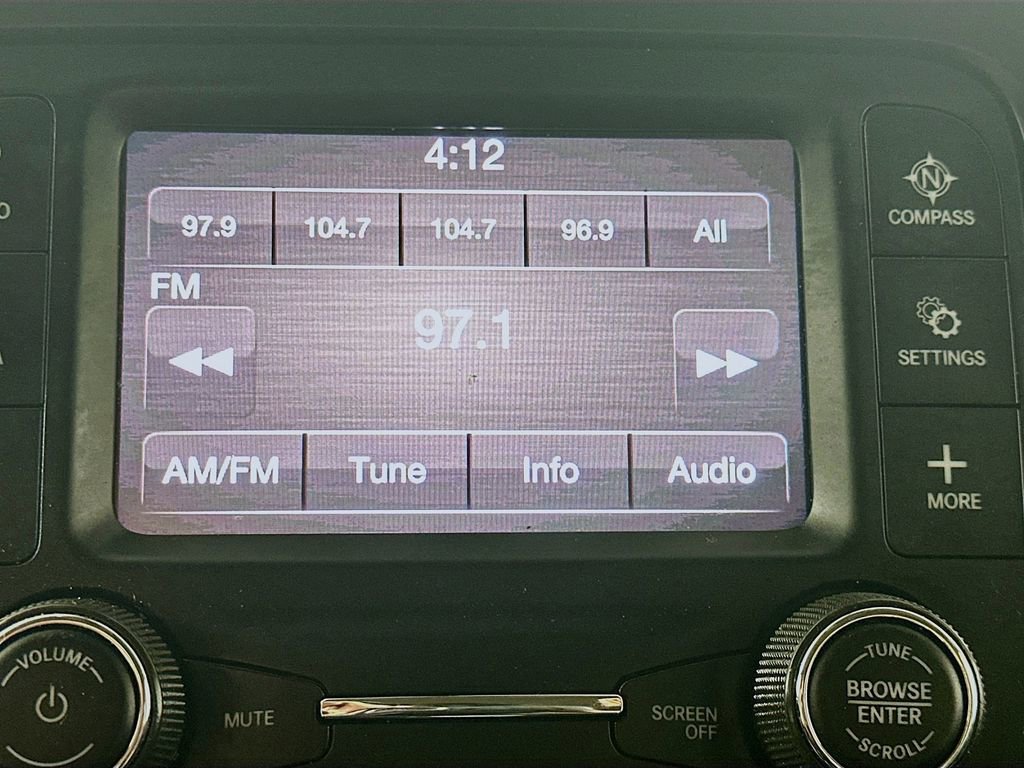 4:12
97.9 104.7 104.7 96.9 All
FM
97.1
AM/FM Tune Info Audio
N
COMPASS
SETTINGS
MORE
VOLUME
MUTE
SCREEN
OFF
TUNE
BROWSE
ENTER
SCROLL